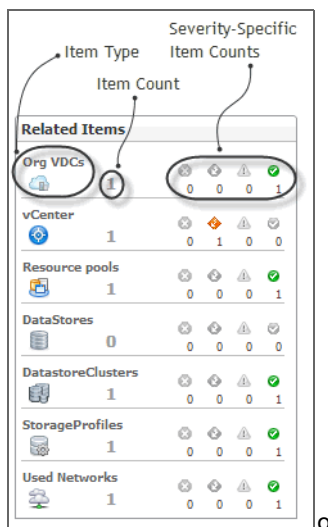 Severity-Specific
Item Type Item Counts
Item Count
Related Items
Org VDCs
1 0 0 0 1
vCenter
1 0 1 0 0
Resource pools
1 0 0 0 1
DataStores
0 0 0 0 0
DatastoreClusters
1 0 0 0 1
StorageProfiles
1 0 0 0 1
Used Networks
1 0 0 0 1